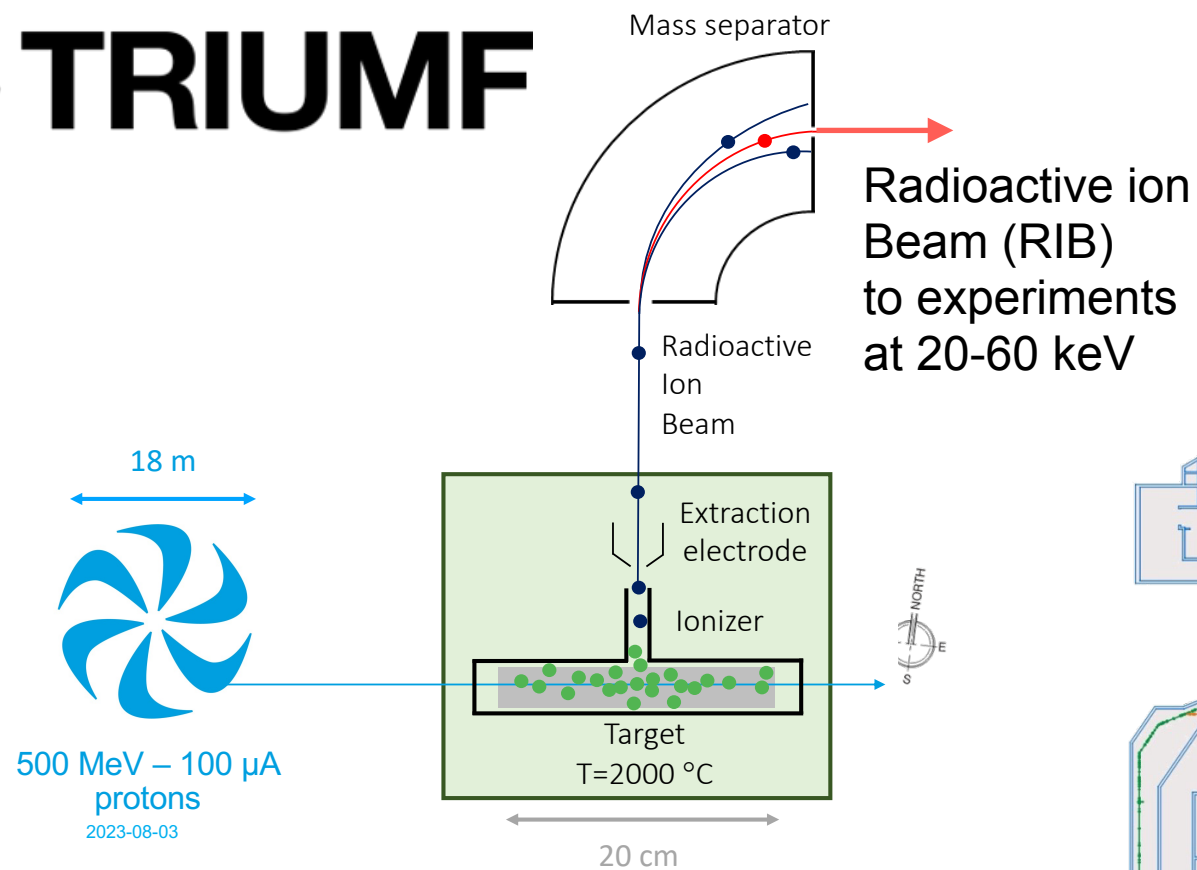 TRIUMF
Mass separator
Radioactive ion
Beam (RIB)
to experiments
at 20-60 keV
Radioactive
Ion
Beam
18 m
Extraction
electrode
Ionizer
NORTH
E
S
Target
T=2000 °C
500 MeV – 100 µA
protons
2023-08-03
20 cm